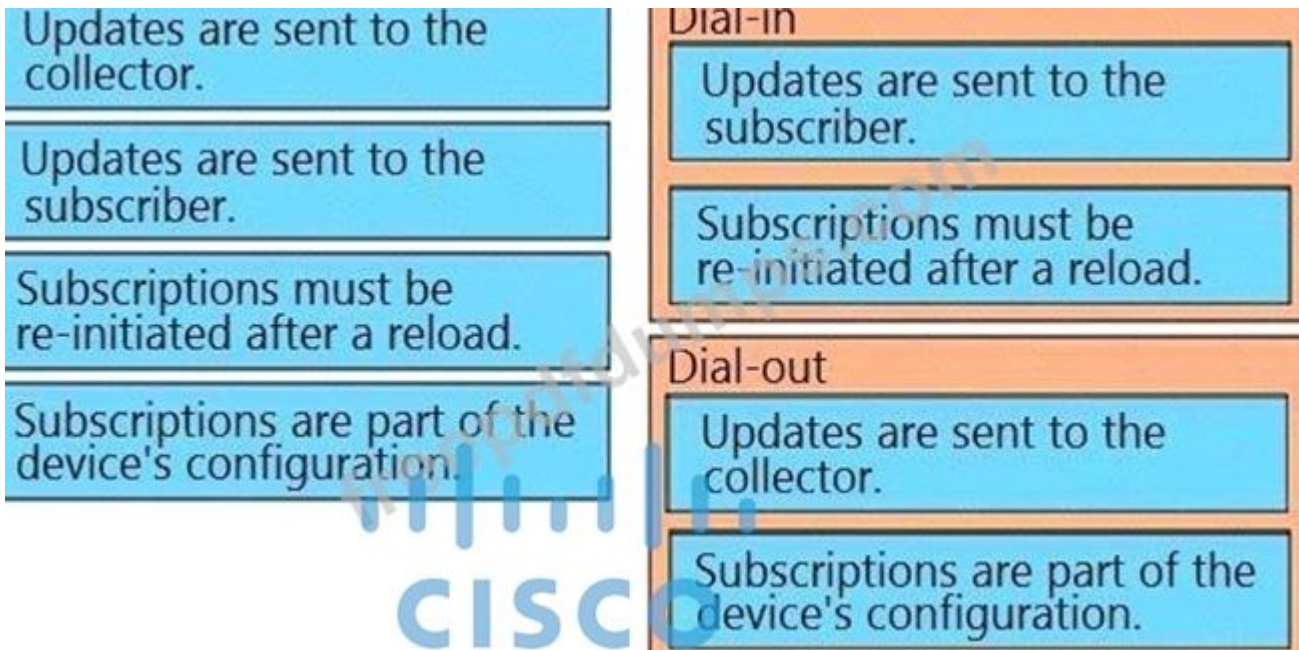 Updates are sent to the
collector.
Updates are sent to the
subscriber.
Subscriptions must be
re-initiated after a reload.
Subscriptions are part of the
device's configuration.
Dial-in
Updates are sent to the
subscriber.
Subscriptions must be
re-initiated after a reload.
Dial-out
Updates are sent to the
collector.
Subscriptions are part of the
device's configuration.
CISCO